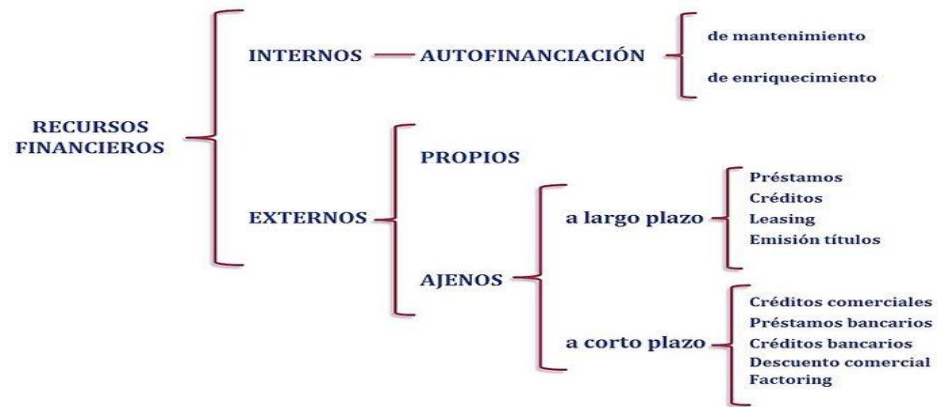 RECURSOS
FINANCIEROS
INTERNOS
AUTOFINANCIACIÓN
de mantenimiento
de enriquecimiento
EXTERNOS
PROPIOS
AJENOS
a largo plazo
Préstamos
Créditos
Leasing
Emisión títulos
a corto plazo
Créditos comerciales
Préstamos bancarios
Créditos bancarios
Descuento comercial
Factoring